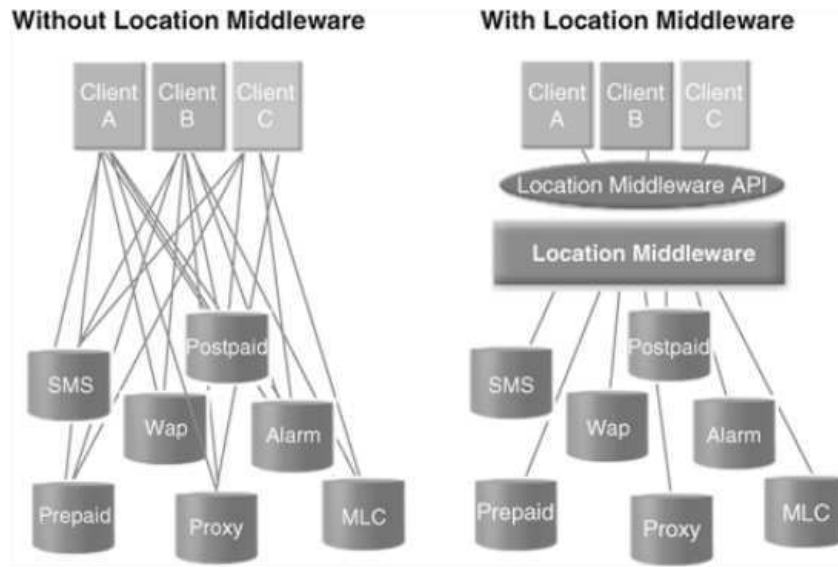 Without Location Middleware
Client A
Client B
Client C
SMS
Postpaid
Wap
Alarm
Prepaid
Proxy
MLC
With Location Middleware
Client A
Client B
Client C
Location Middleware API
Location Middleware
SMS
Postpaid
Wap
Alarm
Prepaid
Proxy
MLC